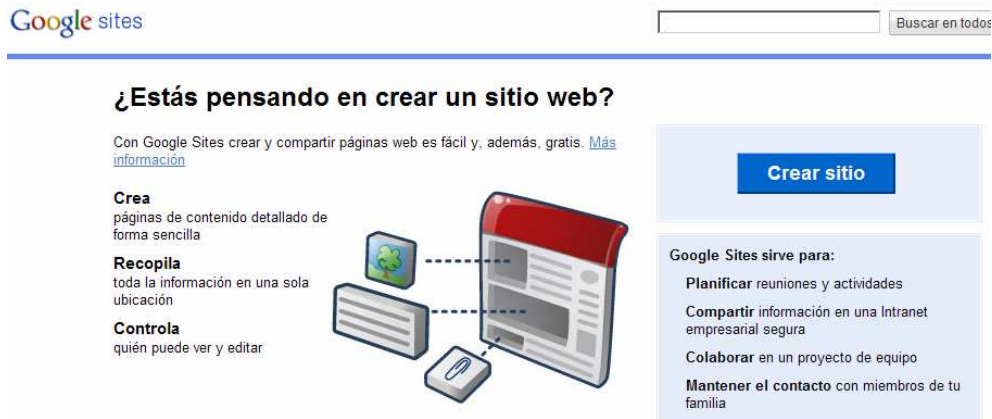 Google sites
Buscar en todos
¿Estás pensando en crear un sitio web?
Con Google Sites crear y compartir páginas web es fácil y, además, gratis. Más
información
Crea
páginas de contenido detallado de
forma sencilla
Recopila
toda la información en una sola
ubicación
Controla
quién puede ver y editar
Crear sitio
Google Sites sirve para:
Planificar reuniones y actividades
Compartir información en una Intranet
empresarial segura
Colaborar en un proyecto de equipo
Mantener el contacto con miembros de tu
familia